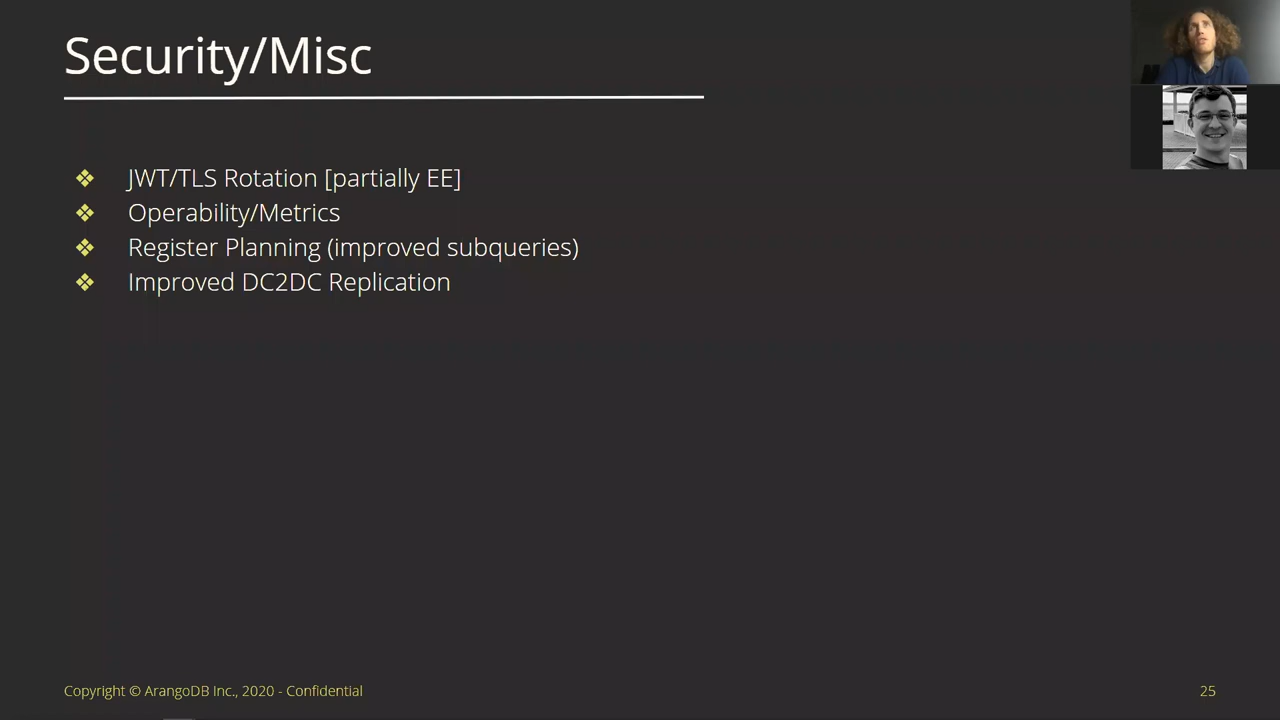 Security/Misc
❖ JWT/TLS Rotation [partially EE]
❖ Operability/Metrics
❖ Register Planning (improved subqueries)
❖ Improved DC2DC Replication
Copyright © ArangoDB Inc., 2020 - Confidential
25